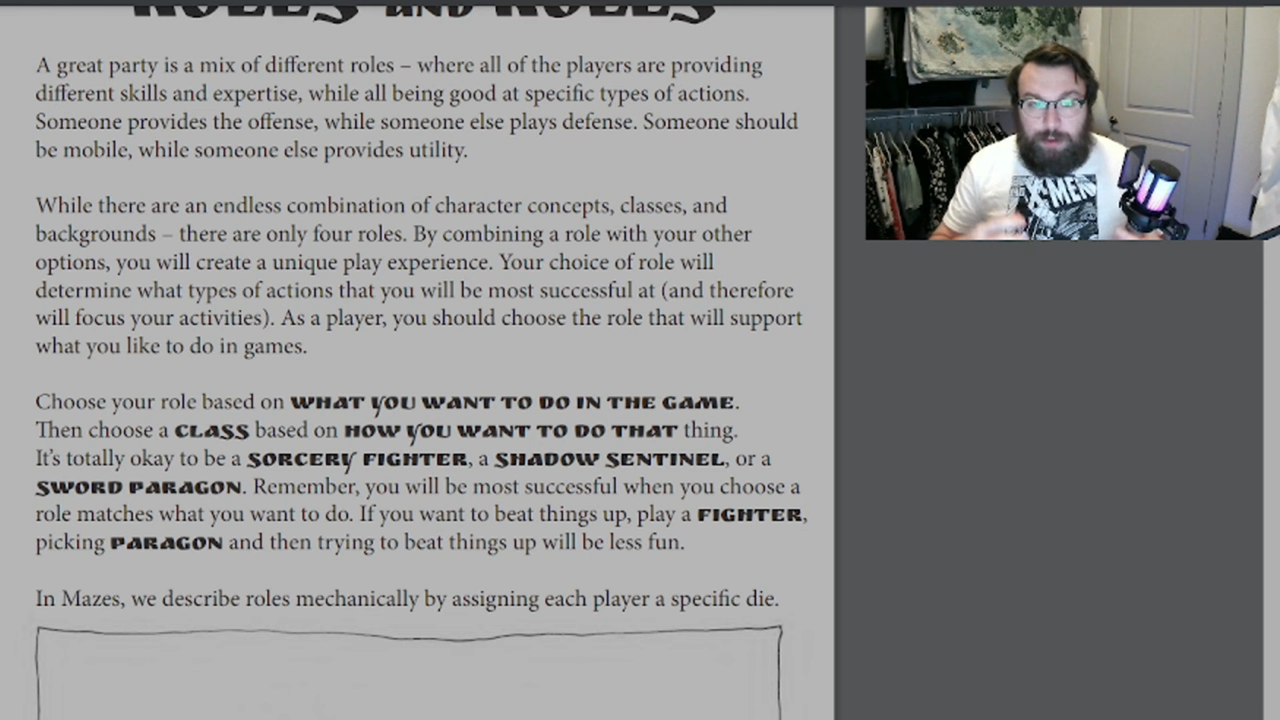 ROLES AND ROLLS
A great party is a mix of different roles – where all of the players are providing
different skills and expertise, while all being good at specific types of actions.
Someone provides the offense, while someone else plays defense. Someone should
be mobile, while someone else provides utility.
While there are an endless combination of character concepts, classes, and
backgrounds – there are only four roles. By combining a role with your other
options, you will create a unique play experience. Your choice of role will
determine what types of actions that you will be most successful at (and therefore
will focus your activities). As a player, you should choose the role that will support
what you like to do in games.
Choose your role based on WHAT YOU WANT TO DO IN THE GAME.
Then choose a CLASS based on HOW YOU WANT TO DO THAT thing.
It's totally okay to be a SORCERY FIGHTER, a SHADOW SENTINEL, or a
SWORD PARAGON. Remember, you will be most successful when you choose a
role matches what you want to do. If you want to beat things up, play a FIGHTER,
picking PARAGON and then trying to beat things up will be less fun.
In Mazes, we describe roles mechanically by assigning each player a specific die.
X-MEN